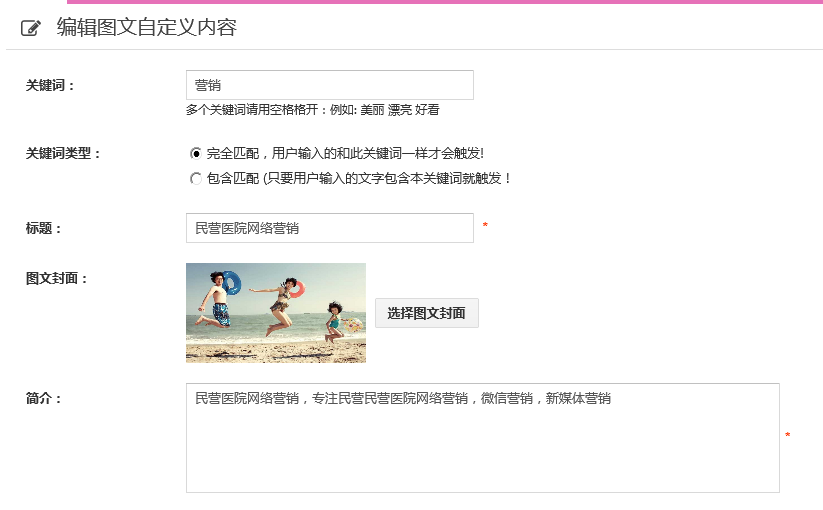 编辑图文自定义内容
关键词：
营销
多个关键词请用空格格开：例如: 美丽 漂亮 好看
关键词类型：
完全匹配，用户输入的和此关键词一样才会触发!
包含匹配 (只要用户输入的文字包含本关键词就触发！
标题：
民营医院网络营销 *
图文封面：
选择图文封面
简介：
民营医院网络营销，专注民营民营医院网络营销，微信营销，新媒体营销
*